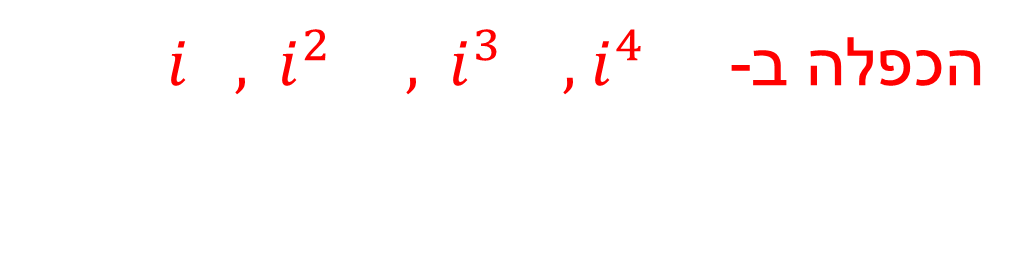 הכפלה ב- i⁴ , i³ , i² , i